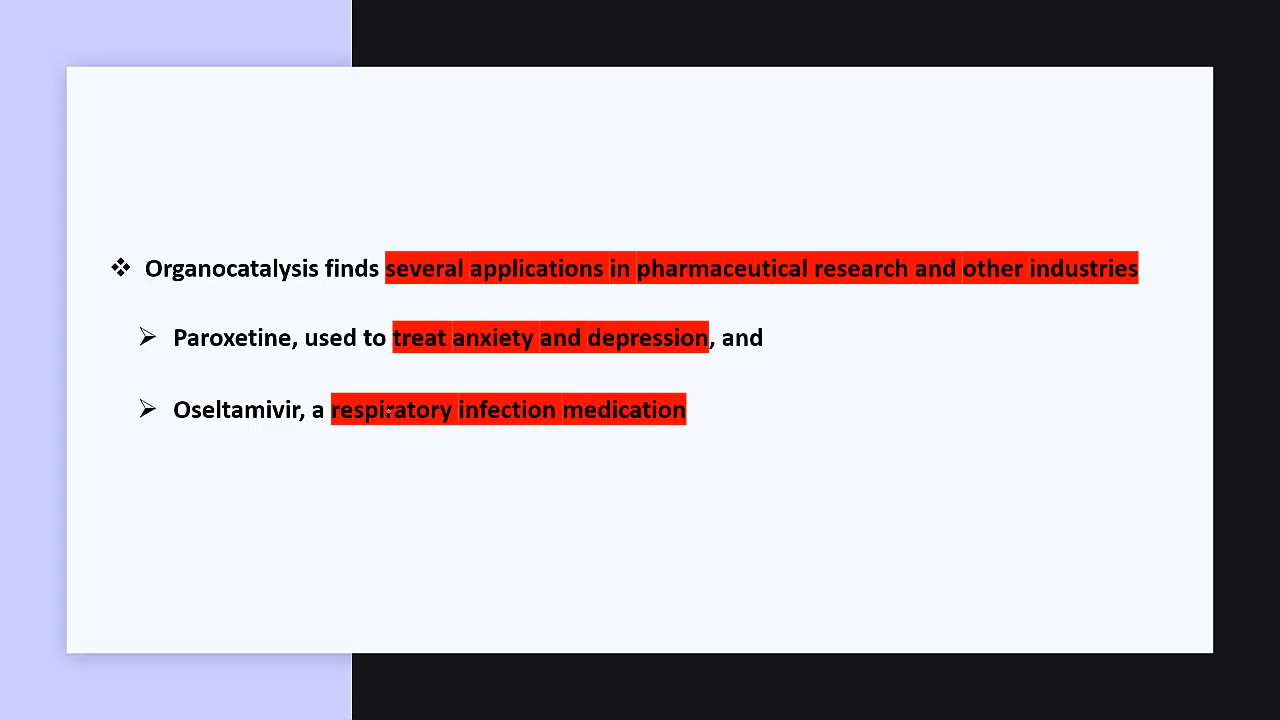 ❖ Organocatalysis finds several applications in pharmaceutical research and other industries
➢ Paroxetine, used to treat anxiety and depression, and
➢ Oseltamivir, a respiratory infection medication